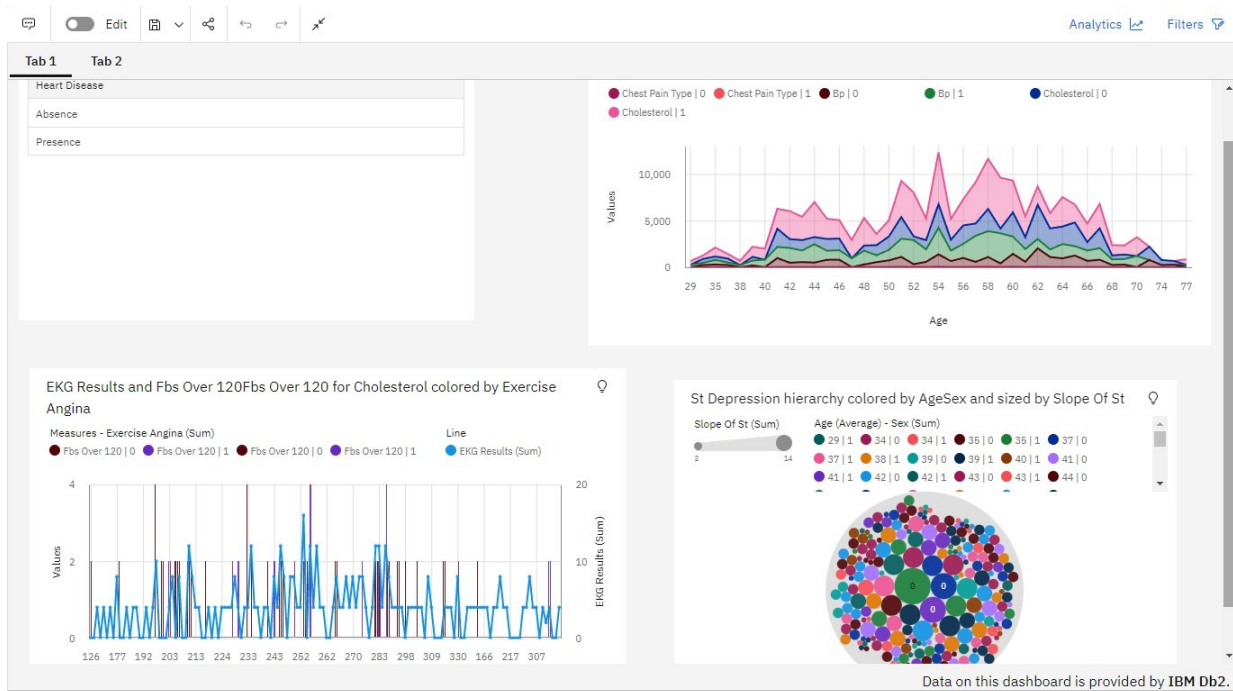 Edit
Analytics
Filters
Tab 1 Tab 2
Heart Disease
Absence
Presence
Chest Pain Type | 0 Chest Pain Type | 1 Bp | 0 Bp | 1 Cholesterol | 0
Cholesterol | 1
Values
10,000
5,000
0
29 35 38 40 42 44 46 48 50 52 54 56 58 60 62 64 66 68 70 74 77
Age
EKG Results and Fbs Over 120Fbs Over 120 for Cholesterol colored by Exercise
Angina
Measures - Exercise Angina (Sum) Line
Fbs Over 120 | 0 Fbs Over 120 | 1 Fbs Over 120 | 0 Fbs Over 120 | 1 EKG Results (Sum)
Values
4
2
0
20
10
0
EKG Results (Sum)
126 177 192 203 213 224 233 243 252 262 270 283 298 309 330 166 217 307
St Depression hierarchy colored by AgeSex and sized by Slope Of St
Slope Of St (Sum)
2 14
Age (Average) - Sex (Sum)
29 | 1 34 | 0 34 | 1 35 | 0 35 | 1 37 | 0
37 | 1 38 | 1 39 | 0 39 | 1 40 | 1 41 | 0
41 | 1 42 | 0 42 | 1 43 | 0 43 | 1 44 | 0
0 0
0
Data on this dashboard is provided by IBM Db2.